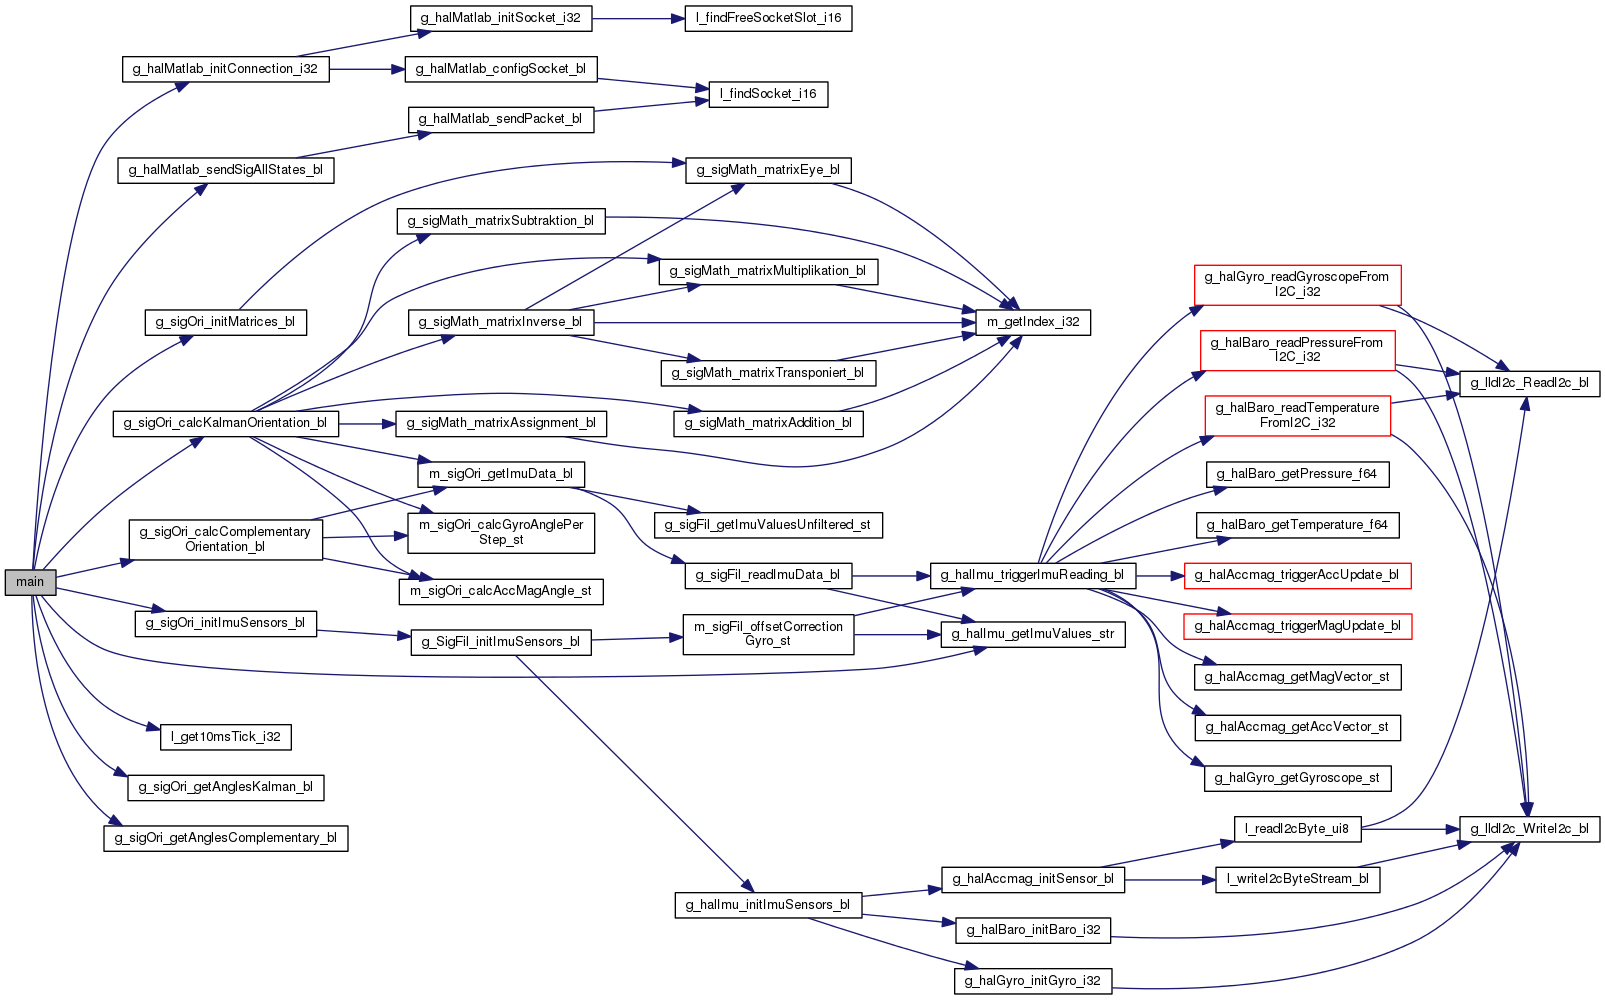 main
g_halMatlab_initConnection_i32
g_halMatlab_sendSigAllStates_bl
g_sigOri_initMatrices_bl
g_sigOri_calcKalmanOrientation_bl
g_sigOri_calcComplementary
Orientation_bl
g_sigOri_initImuSensors_bl
l_get10msTick_i32
g_sigOri_getAnglesKalman_bl
g_sigOri_getAnglesComplementary_bl
g_halMatlab_initSocket_i32
g_halMatlab_configSocket_bl
g_halMatlab_sendPacket_bl
g_sigMath_matrixSubtraktion_bl
g_sigMath_matrixInverse_bl
g_sigMath_matrixAssignment_bl
m_sigOri_getImuData_bl
m_sigOri_calcGyroAnglePer
Step_st
m_sigOri_calcAccMagAngle_st
g_SigFil_initImuSensors_bl
l_findFreeSocketSlot_i16
l_findSocket_i16
g_sigMath_matrixEye_bl
g_sigMath_matrixMultiplikation_bl
g_sigMath_matrixTransponiert_bl
g_sigMath_matrixAddition_bl
g_sigFil_getImuValuesUnfiltered_st
g_sigFil_readImuData_bl
m_sigFil_offsetCorrection
Gyro_st
g_halImu_initImuSensors_bl
m_getIndex_i32
g_halImu_triggerImuReading_bl
g_halImu_getImuValues_str
g_halAccmag_initSensor_bl
g_halBaro_initBaro_i32
g_halGyro_initGyro_i32
g_halGyro_readGyroscopeFrom
I2C_i32
g_halBaro_readPressureFrom
I2C_i32
g_halBaro_readTemperature
FromI2C_i32
g_halBaro_getPressure_f64
g_halBaro_getTemperature_f64
g_halAccmag_triggerAccUpdate_bl
g_halAccmag_triggerMagUpdate_bl
g_halAccmag_getMagVector_st
g_halAccmag_getAccVector_st
g_halGyro_getGyroscope_st
l_readI2cByte_ui8
l_writeI2cByteStream_bl
g_lldI2c_ReadI2c_bl
g_lldI2c_WriteI2c_bl